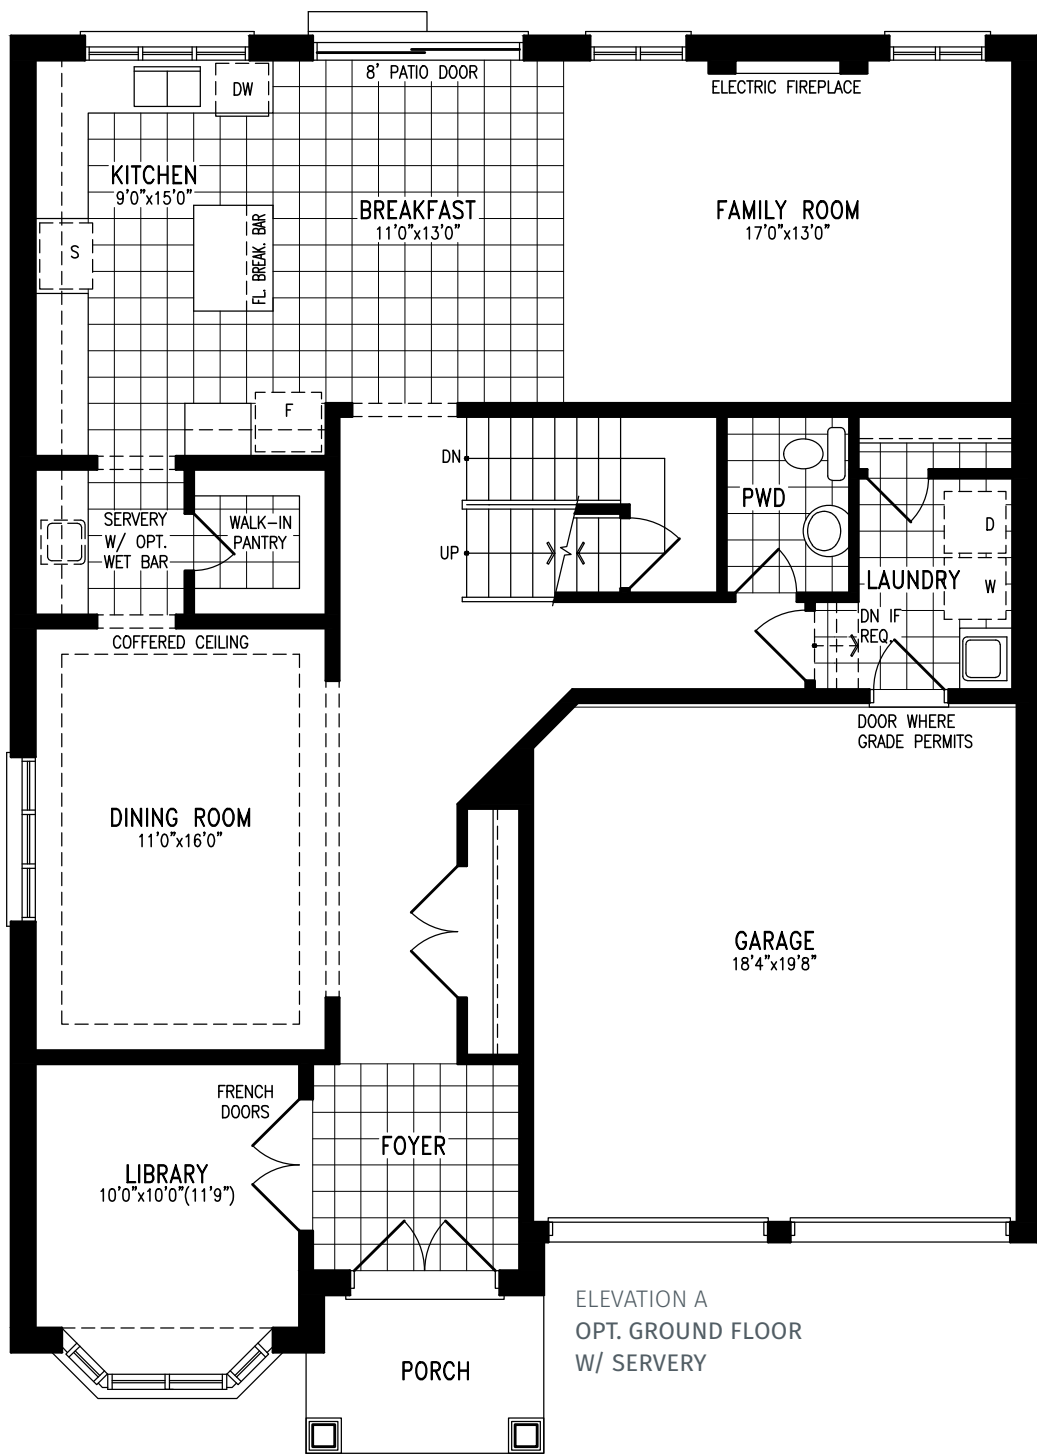 8' PATIO DOOR
DW
ELECTRIC FIREPLACE
KITCHEN
9'0"x15'0"
BREAKFAST
11'0"x13'0"
FAMILY ROOM
17'0"x13'0"
S
FL. BREAK. BAR
F
DN
UP
PWD
SERVERY
W/ OPT.
WET BAR
WALK-IN
PANTRY
D
LAUNDRY
W
DN IF
REQ.
COFFERED CEILING
DOOR WHERE
GRADE PERMITS
DINING ROOM
11'0"x16'0"
GARAGE
18'4"x19'8"
FRENCH
DOORS
FOYER
LIBRARY
10'0"x10'0"(11'9")
ELEVATION A
OPT. GROUND FLOOR
W/ SERVERY
PORCH